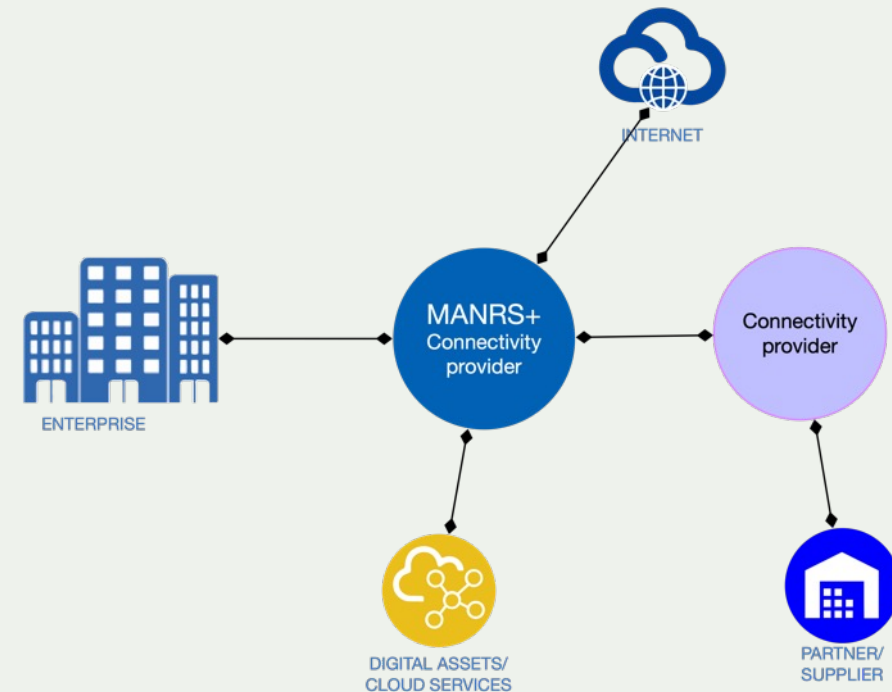 INTERNET
MANRS+
Connectivity
provider
Connectivity
provider
ENTERPRISE
DIGITAL ASSETS/
CLOUD SERVICES
PARTNER/
SUPPLIER